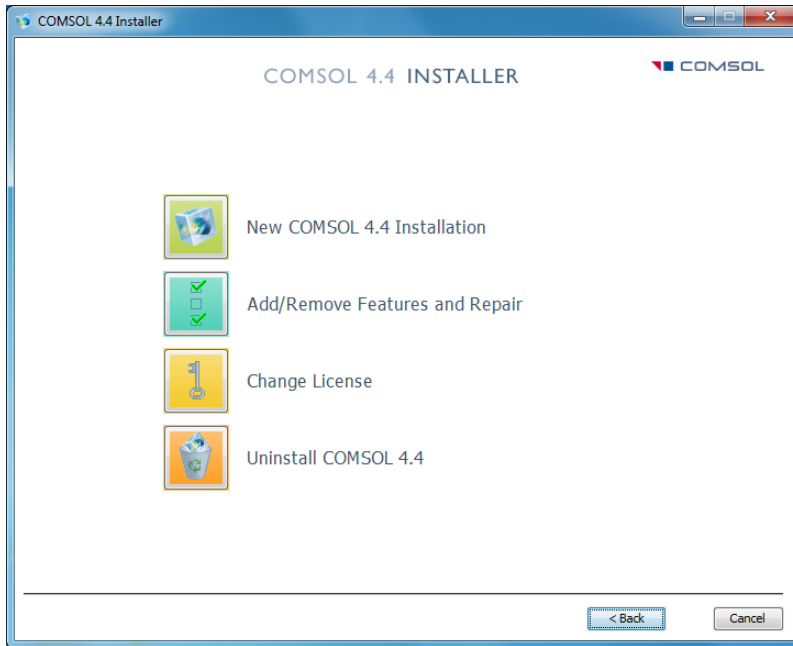 COMSOL 4.4 Installer
COMSOL 4.4 INSTALLER
COMSOL
New COMSOL 4.4 Installation
Add/Remove Features and Repair
Change License
Uninstall COMSOL 4.4
< Back
Cancel